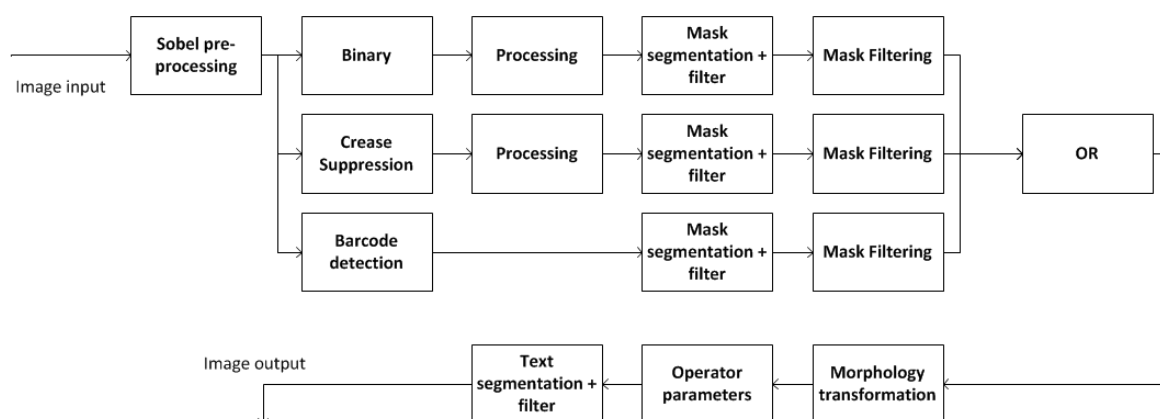 Image input
Sobel pre-
processing
Binary
Processing
Mask
segmentation +
filter
Mask Filtering
Crease
Suppression
Processing
Mask
segmentation +
filter
Mask Filtering
OR
Barcode
detection
Mask
segmentation +
filter
Mask Filtering
Image output
Text
segmentation +
filter
Operator
parameters
Morphology
transformation